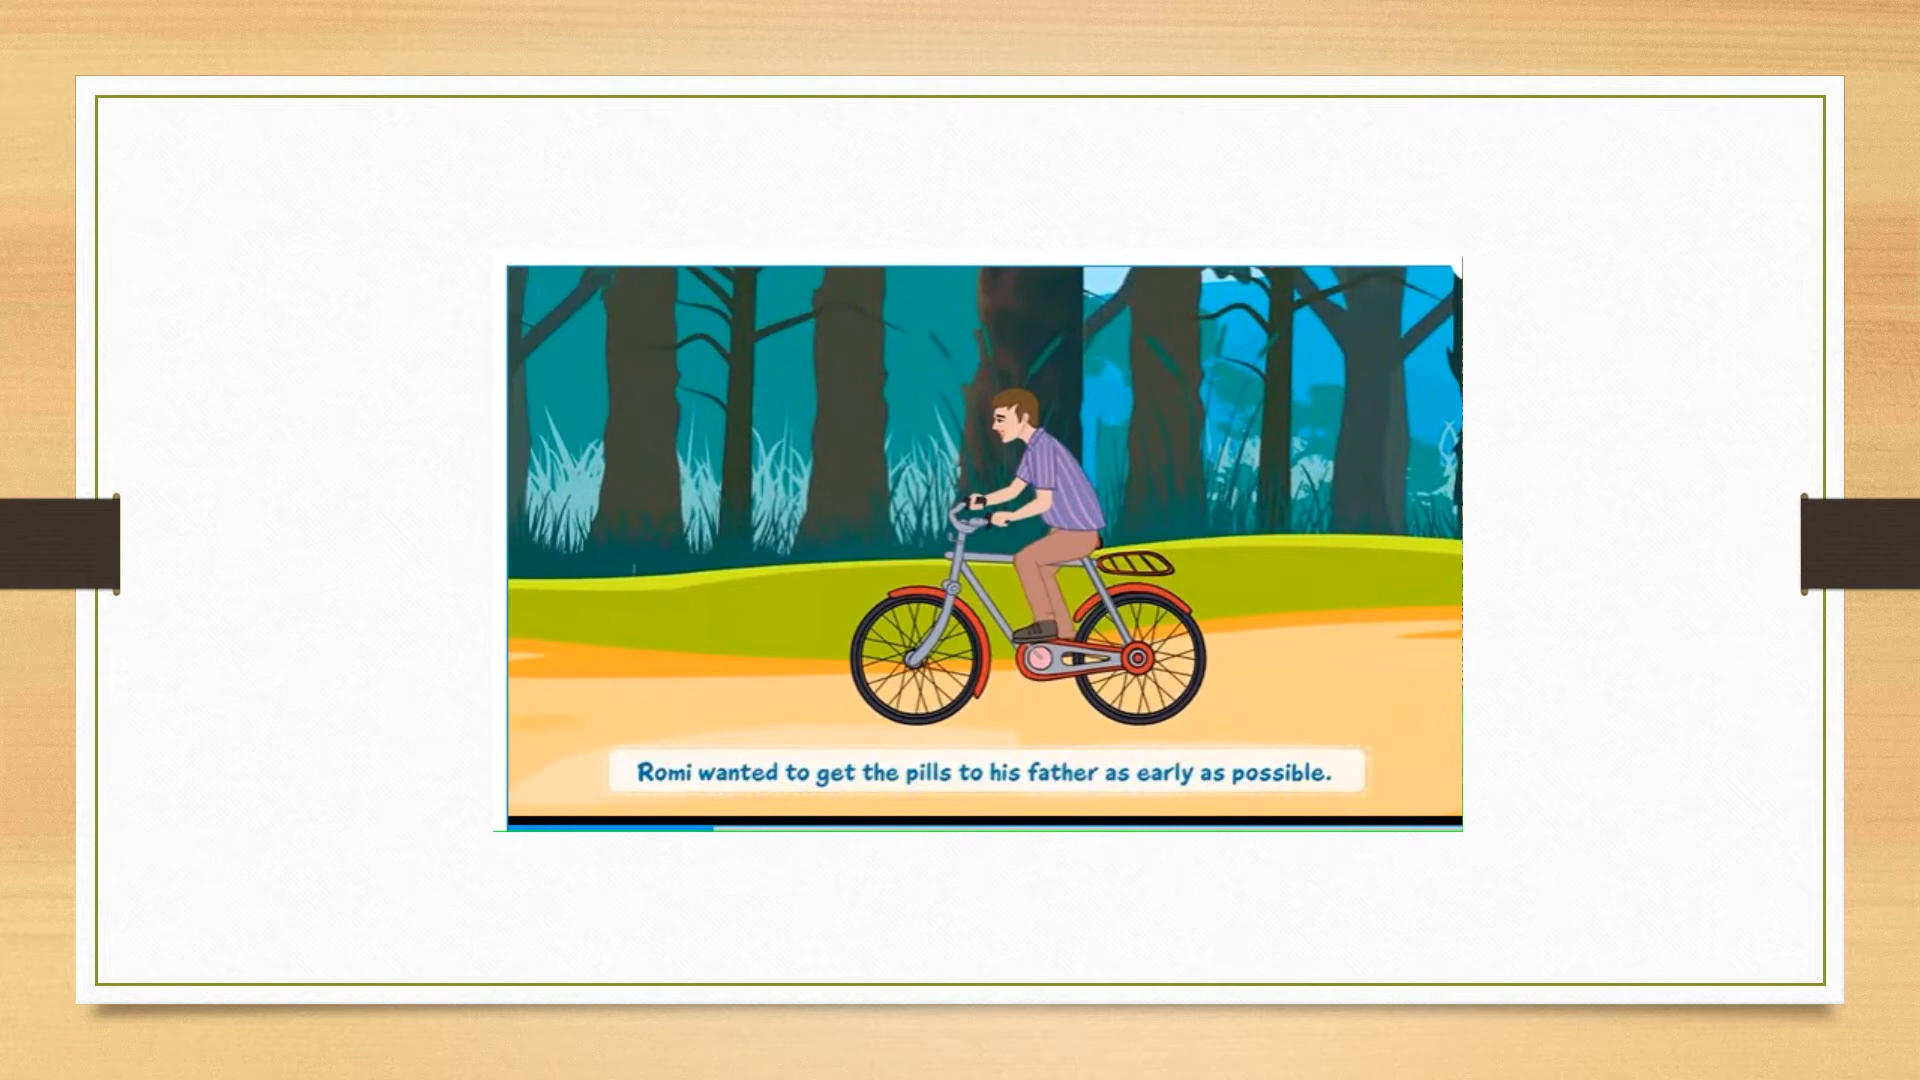 Romi wanted to get the pills to his father as early as possible.